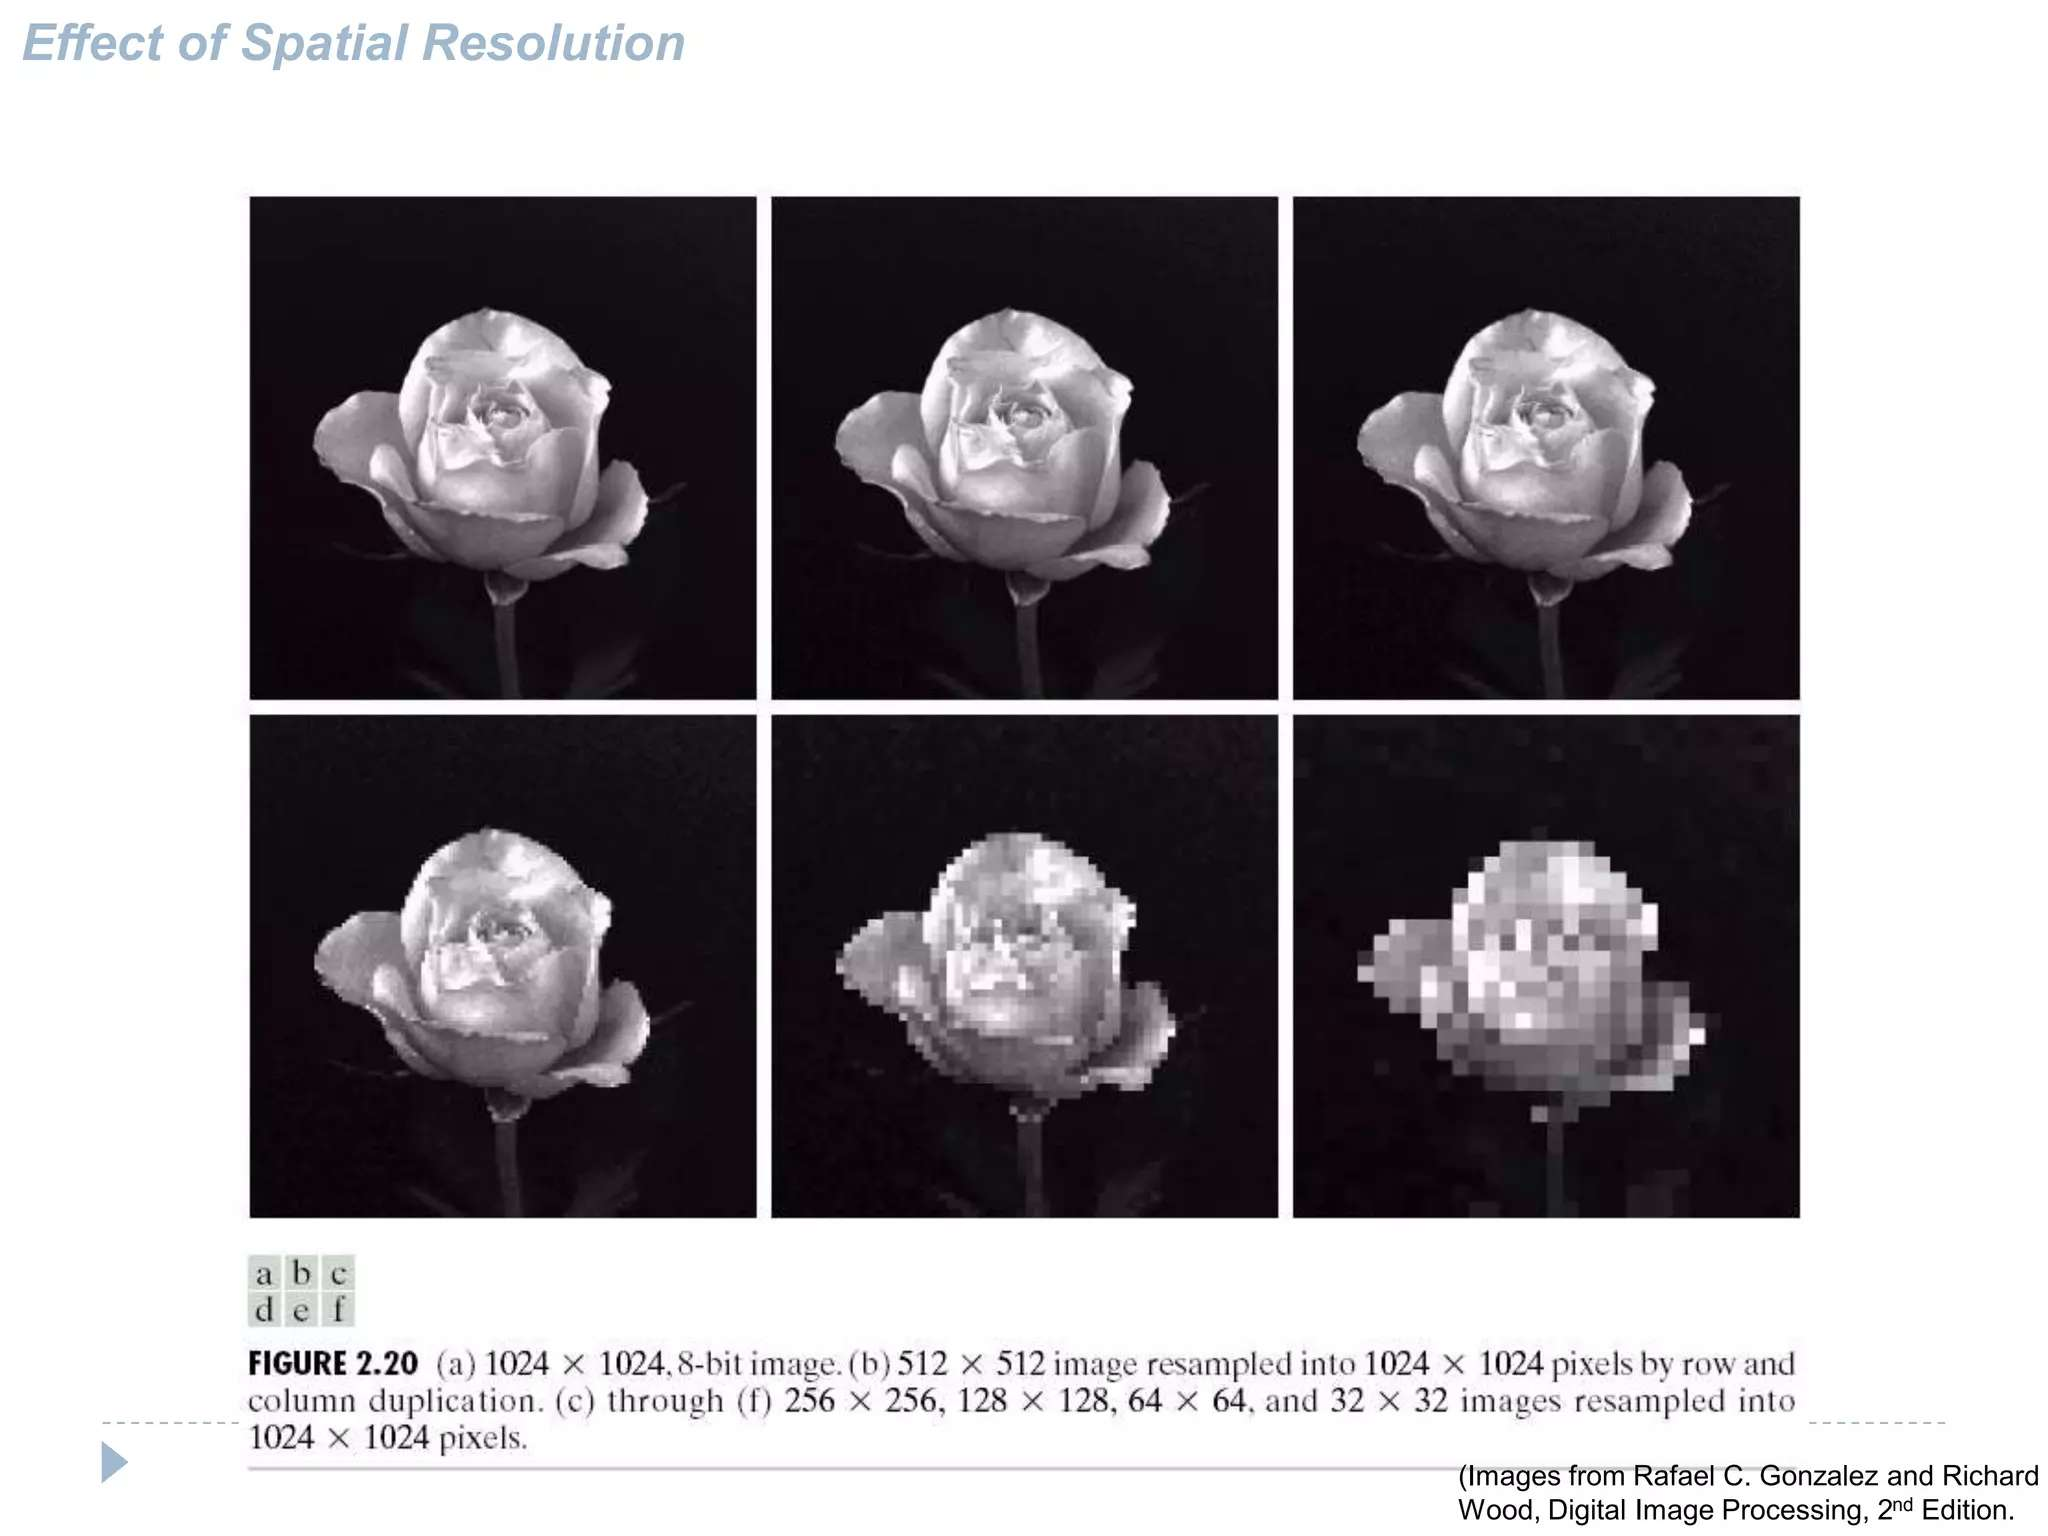 Effect of Spatial Resolution
a b c
d e f
FIGURE 2.20 (a) 1024 × 1024, 8-bit image. (b) 512 × 512 image resampled into 1024 × 1024 pixels by row and
column duplication. (c) through (f) 256 × 256, 128 × 128, 64 × 64, and 32 × 32 images resampled into
1024 × 1024 pixels.
(Images from Rafael C. Gonzalez and Richard
Wood, Digital Image Processing, 2nd Edition.